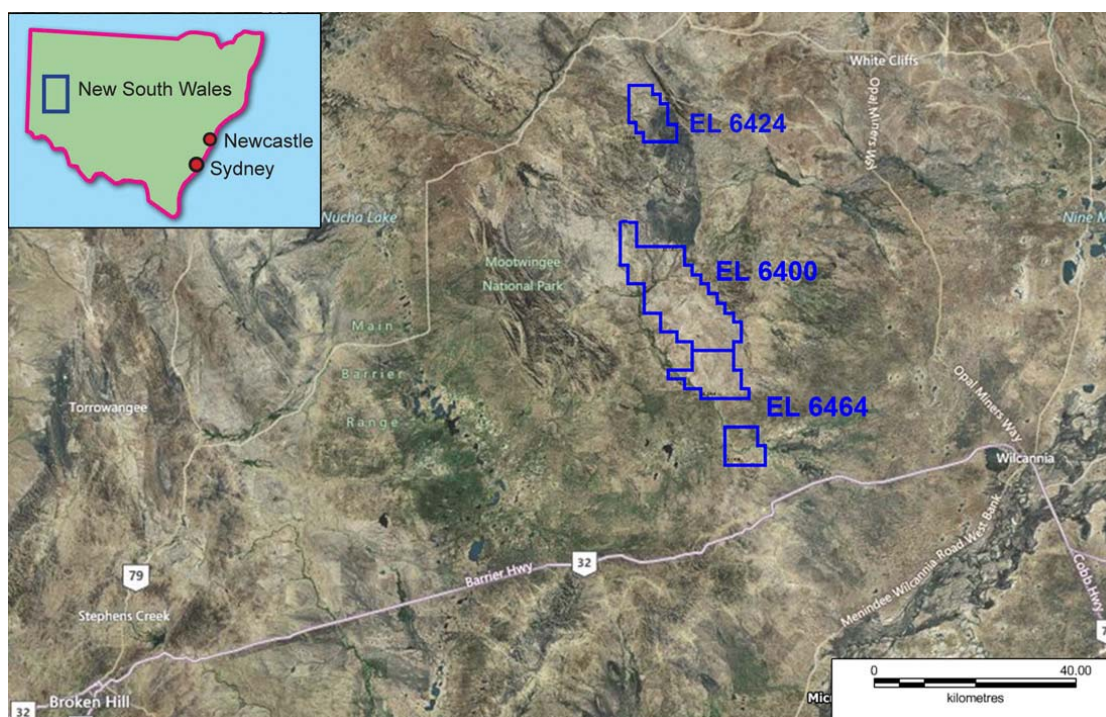 New South Wales
Newcastle
Sydney
White Cliffs
Opal Miners Way
EL 6424
Nucha Lake
Nine M
Mootwingee
National Park
EL 6400
Main
Barrier
Range
Torrowangee
EL 6464
Opal Miners Way
Wilcannia
32
Barrier Hwy
Menindee Wilcannia Road West Bank
Cobb Hwy
79
Stephens Creek
7
0
40.00
kilometres
Broken Hill
32